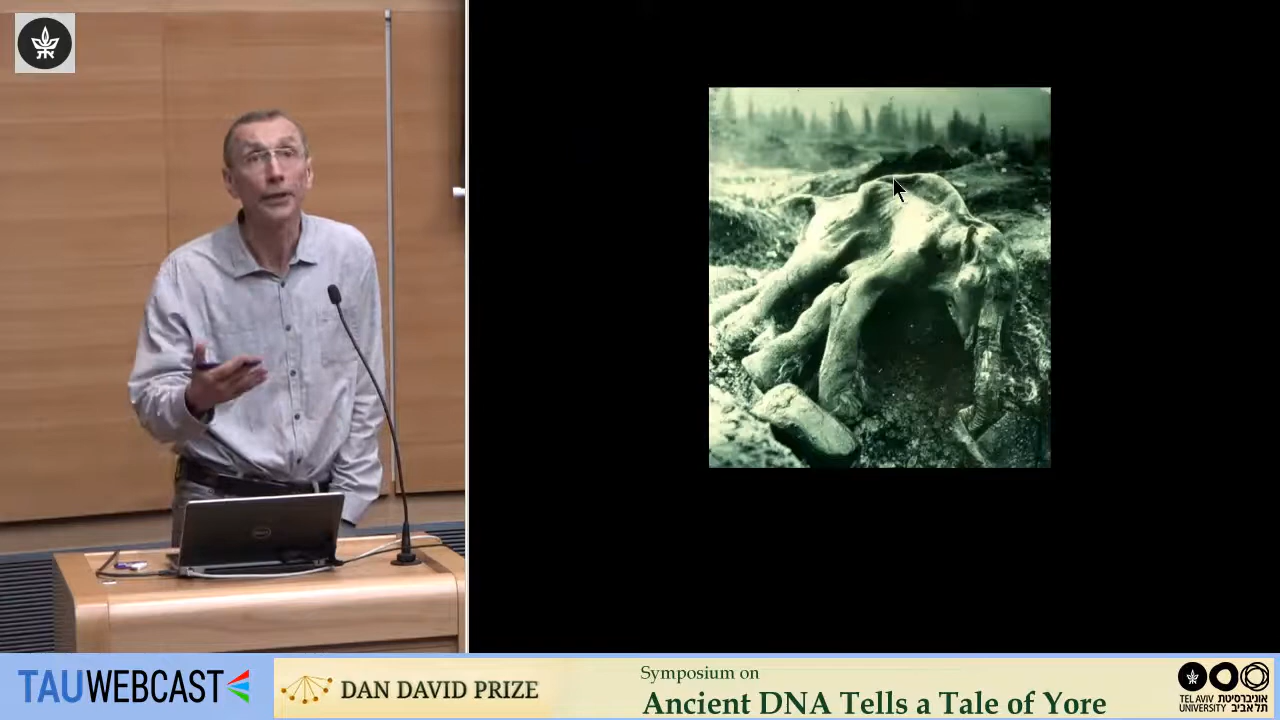 TAUWEBCAST
DAN DAVID PRIZE
Symposium on
Ancient DNA Tells a Tale of Yore
TEL AVIV אוניברסיטת
UNIVERSITY תל אביב